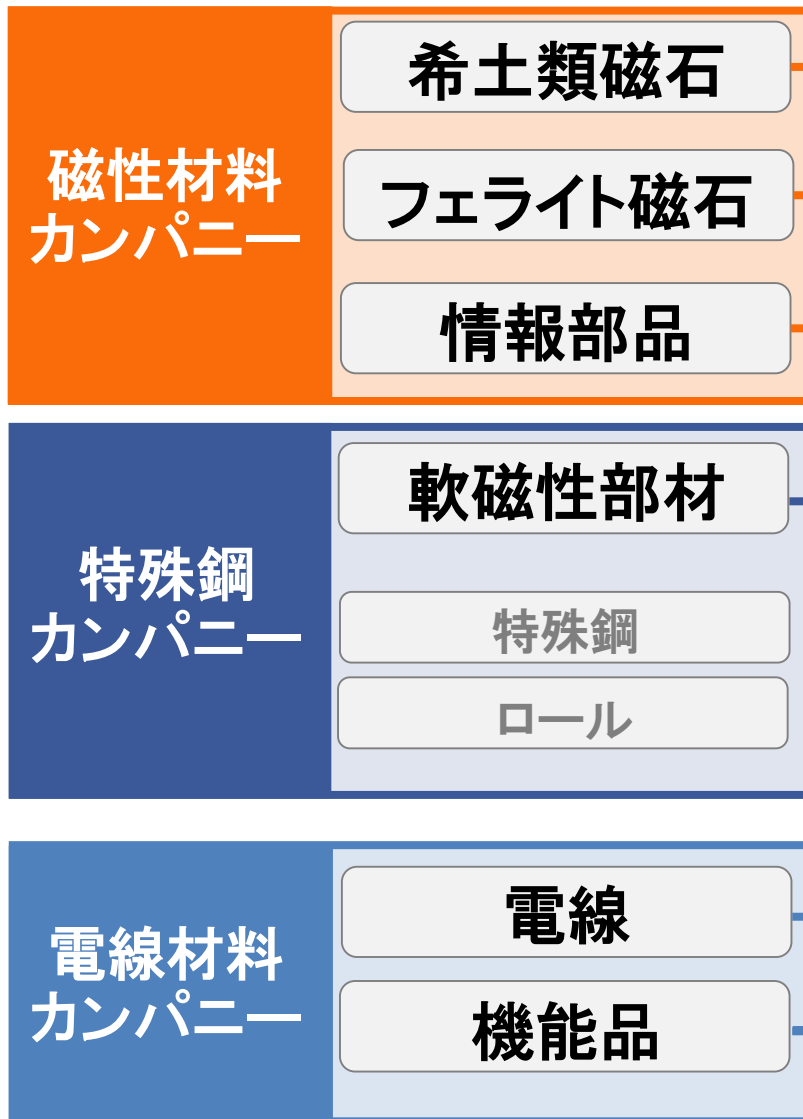 磁性材料
カンパニー
希土類磁石
フェライト磁石
情報部品
特殊鋼
カンパニー
軟磁性部材
特殊鋼
ロール
電線材料
カンパニー
電線
機能品